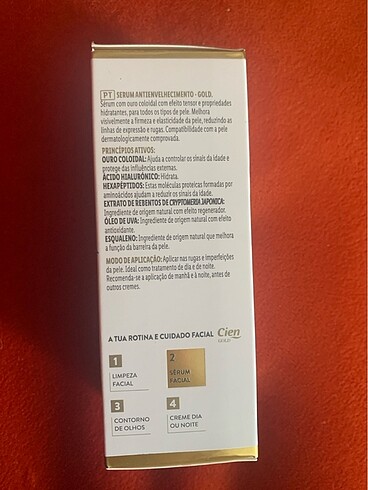 PT SERUM ANTIENVELHECIMENTO - GOLD.
Sérum com ouro coloidal com efeito tensor e propriedades
hidratantes, para todos os tipos de pele. Melhora
visivelmente a firmeza e elasticidade da pele, reduzindo as
linhas de expressão e rugas. Compatibilidade com a pele
dermatologicamente comprovada.
PRINCÍPIOS ATIVOS:
OURO COLOIDAL: Ajuda a controlar os sinais da idade e
protege das influências externas.
ÁCIDO HIALURÓNICO: Hidrata.
HEXAPÉPTIDOS: Estas moléculas proteicas formadas por
aminoácidos ajudam a reduzir os sinais da idade.
EXTRATO DE REBENTOS DE CRYPTOMERIA JAPONICA:
Ingrediente de origem natural com efeito regenerador.
ÓLEO DE UVA: Ingrediente de origem natural com efeito
antioxidante.
ESQUALENO: Ingrediente de origem natural que melhora
a função da barreira da pele.
MODO DE APLICAÇÃO: Aplicar nas rugas e imperfeições
da pele. Ideal como tratamento de dia e de noite.
Recomenda-se a aplicação de manhã e à noite, antes de
outros cremes.
A TUA ROTINA E CUIDADO FACIAL Cien
GOLD
1
LIMPEZA
FACIAL
2
SÉRUM
FACIAL
3
CONTORNO
DE OLHOS
4
CREME DIA
OU NOITE